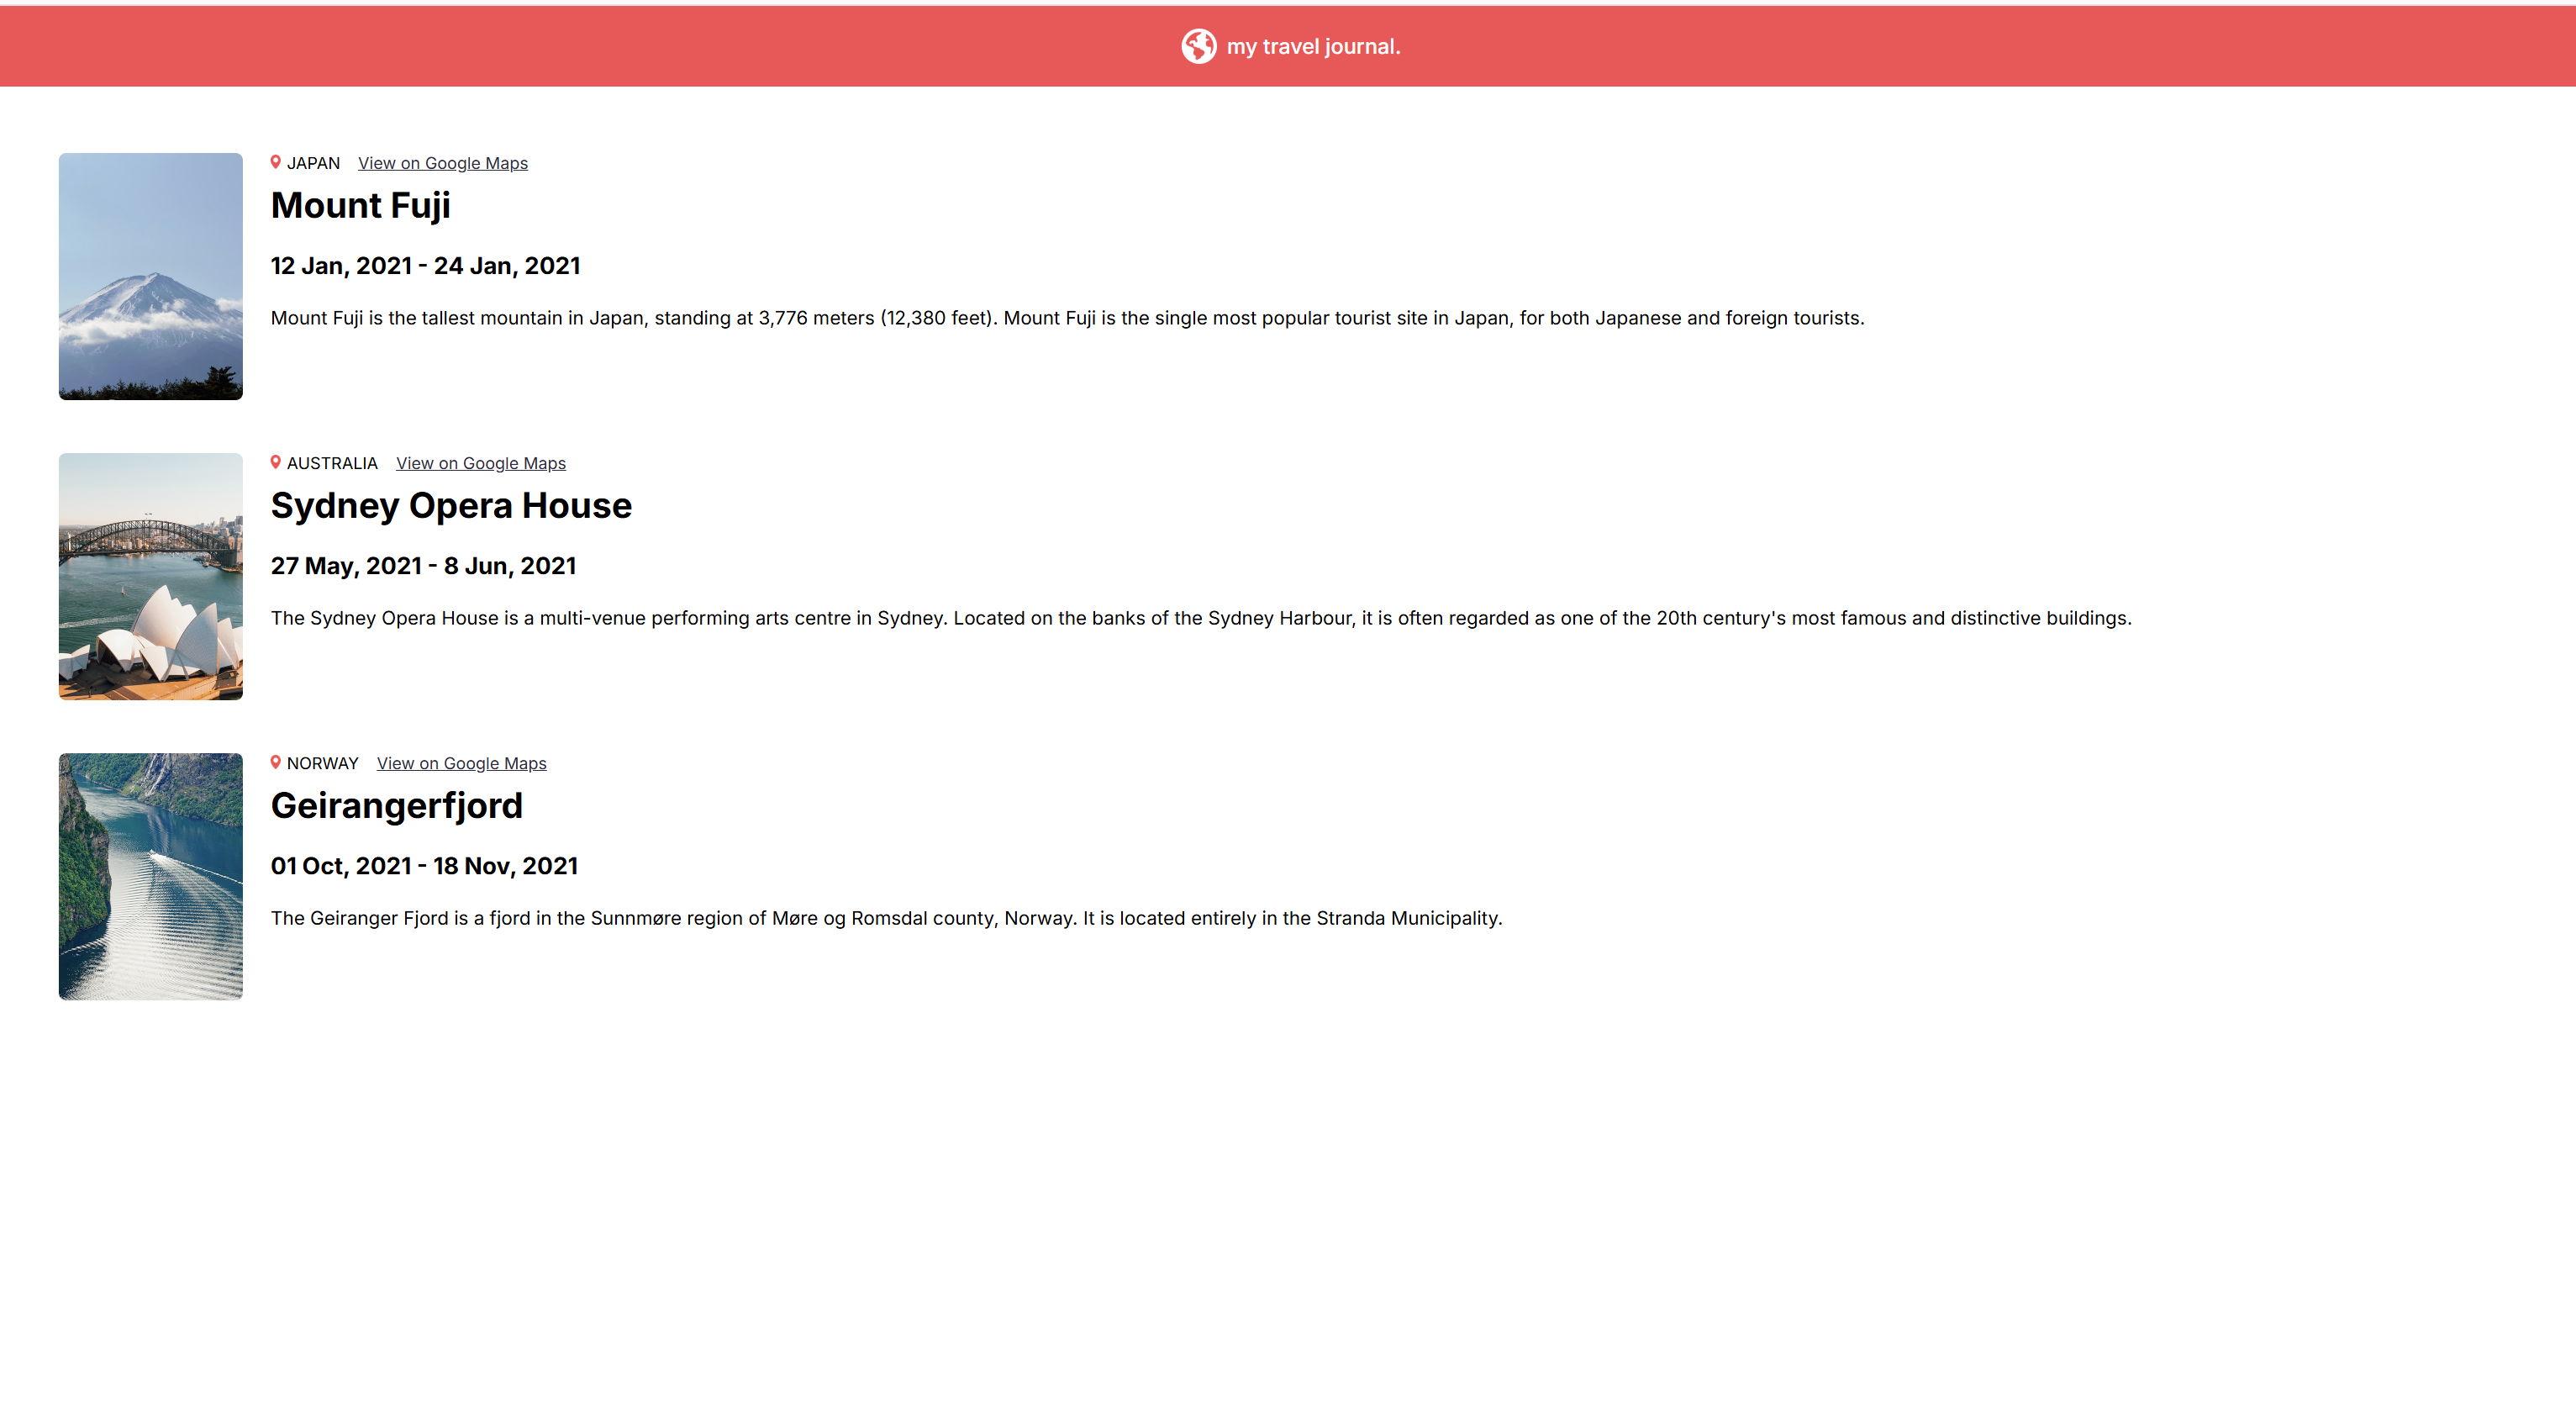 my travel journal.
JAPAN View on Google Maps
Mount Fuji
12 Jan, 2021 - 24 Jan, 2021
Mount Fuji is the tallest mountain in Japan, standing at 3,776 meters (12,380 feet). Mount Fuji is the single most popular tourist site in Japan, for both Japanese and foreign tourists.
AUSTRALIA View on Google Maps
Sydney Opera House
27 May, 2021 - 8 Jun, 2021
The Sydney Opera House is a multi-venue performing arts centre in Sydney. Located on the banks of the Sydney Harbour, it is often regarded as one of the 20th century's most famous and distinctive buildings.
NORWAY View on Google Maps
Geirangerfjord
01 Oct, 2021 - 18 Nov, 2021
The Geiranger Fjord is a fjord in the Sunnmøre region of Møre og Romsdal county, Norway. It is located entirely in the Stranda Municipality.